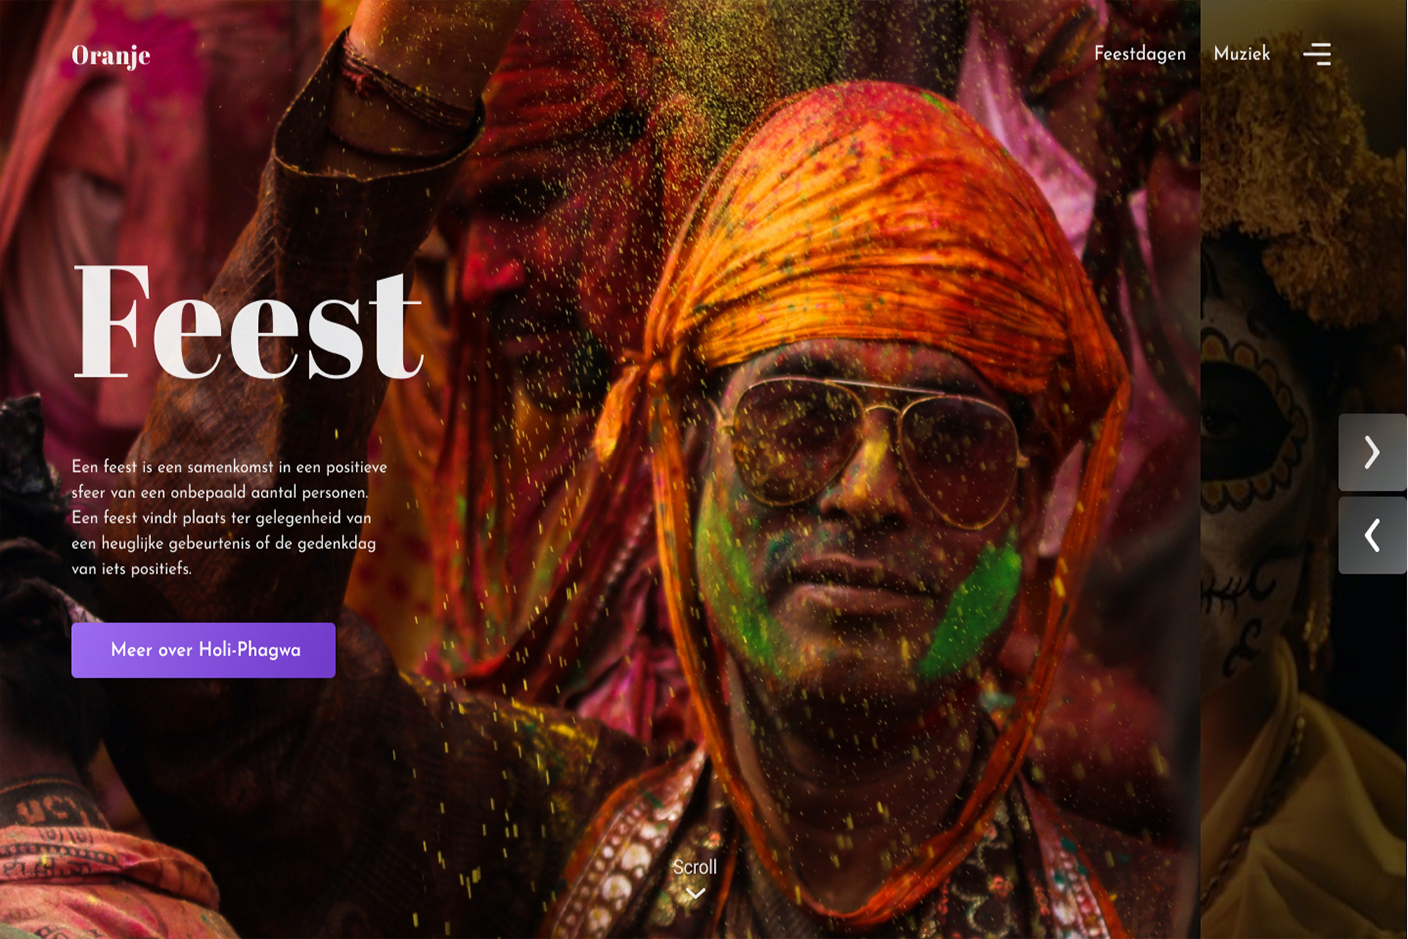 Oranje
Feestdagen
Muziek
Feest
Een feest is een samenkomst in een positieve
sfeer van een onbepaald aantal personen.
Een feest vindt plaats ter gelegenheid van
een heuglijke gebeurtenis of de gedenkdag
van iets positiefs.
Meer over Holi-Phagwa
Scroll